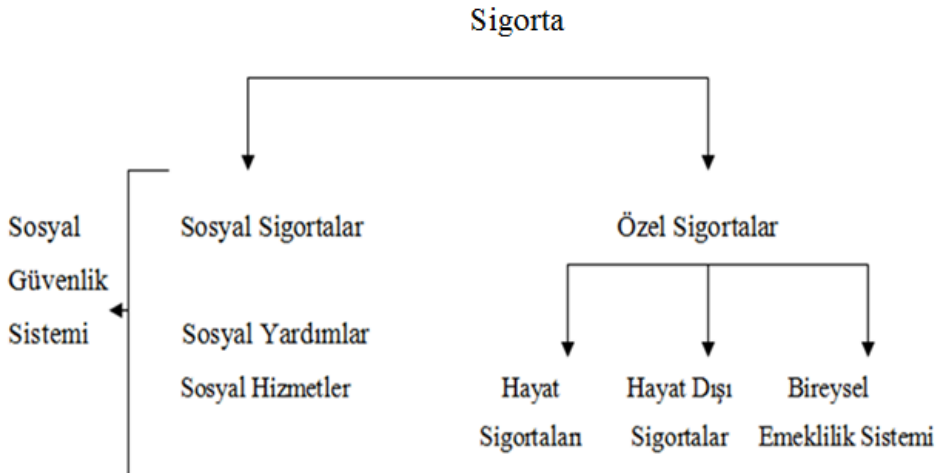 Sigorta
Sosyal
Güvenlik
Sistemi
Sosyal Sigortalar
Sosyal Yardımlar
Sosyal Hizmetler
Özel Sigortalar
Hayat
Sigortaları
Hayat Dışı
Sigortalar
Bireysel
Emeklilik Sistemi